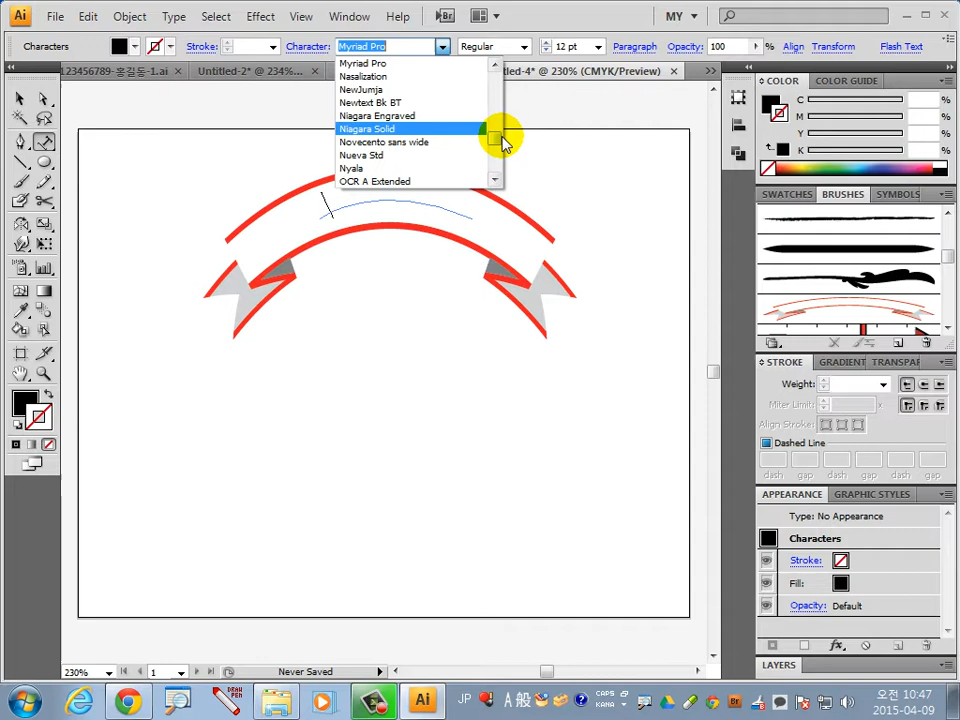 Ai File Edit Object Type Select Effect View Window Help Br MY
Characters Stroke: Character: Myriad Pro Regular 12 pt Paragraph Opacity: 100 % Align Transform Flash Text
123456789-홍길동-1.ai Untitled-2* @ 234%... tled-4* @ 230% (CMYK/Preview)
Myriad Pro
Nasalization
NewJumja
Newtext Bk BT
Niagara Engraved
Niagara Solid
Novecento sans wide
Nueva Std
Nyala
OCR A Extended
COLOR COLOR GUIDE
C
M
Y
K
SWATCHES BRUSHES SYMBOLS
STROKE GRADIENT TRANSPAR
Weight:
Miter Limit: x
Align Stroke:
Dashed Line
dash gap dash gap dash gap
APPEARANCE GRAPHIC STYLES
Type: No Appearance
Characters
Stroke:
Fill:
Opacity: Default
fx
LAYERS
230% 1 Never Saved
Ai JP A 般 CAPS KANA Br 오전 10:47
2015-04-09